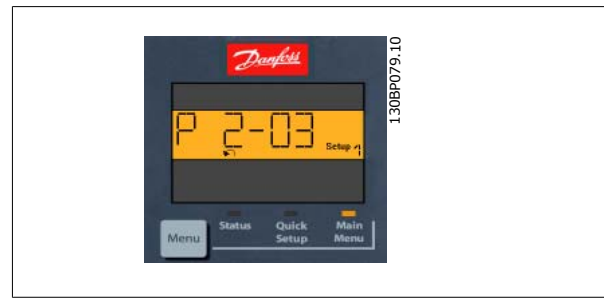 Danfoss
130BP079.10
P 2-03
Setup 1
Status
Quick Setup
Main Menu
Menu